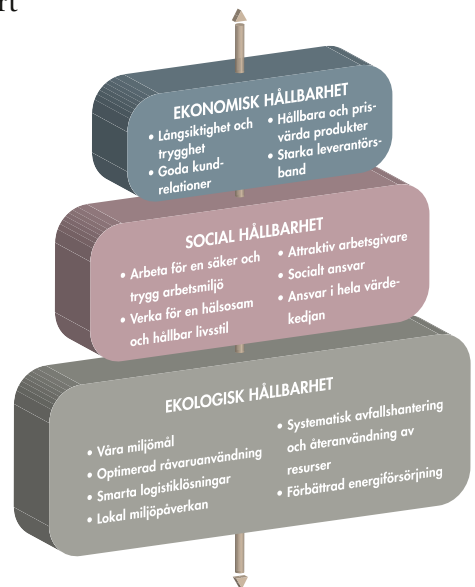 rt
EKONOMISK HÅLLBARHET
• Långsiktighet och
trygghet
• Goda kund-
relationer
• Hållbara och pris-
värda produkter
• Starka leverantörs-
band
SOCIAL HÅLLBARHET
• Arbeta för en säker och
trygg arbetsmiljö
• Verka för en hälsosam
och hållbar livsstil
• Attraktiv arbetsgivare
• Socialt ansvar
• Ansvar i hela värde-
kedjan
EKOLOGISK HÅLLBARHET
• Våra miljömål
• Optimerad råvaruanvändning
• Smarta logistiklösningar
• Lokal miljöpåverkan
• Systematisk avfallshantering
och återanvändning av
resurser
• Förbättrad energiförsörjning